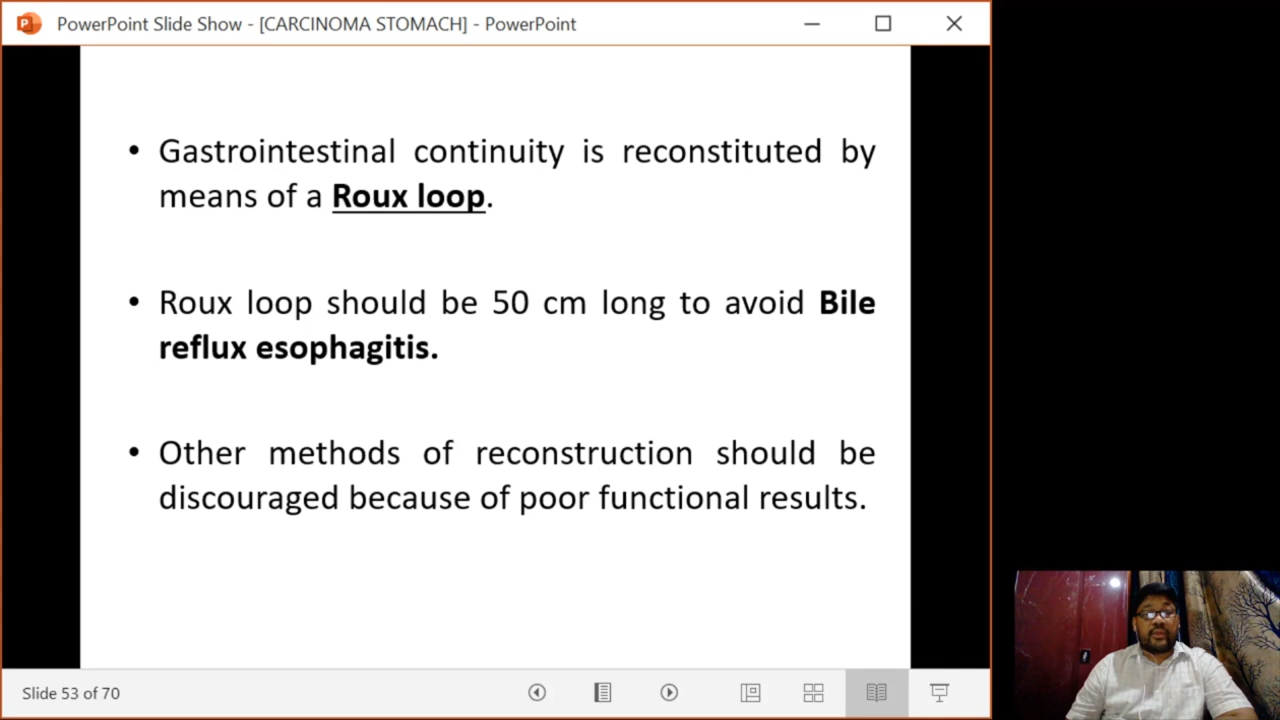 PowerPoint Slide Show - [CARCINOMA STOMACH] - PowerPoint
• Gastrointestinal continuity is reconstituted by
means of a Roux loop.
• Roux loop should be 50 cm long to avoid Bile
reflux esophagitis.
• Other methods of reconstruction should be
discouraged because of poor functional results.
Slide 53 of 70